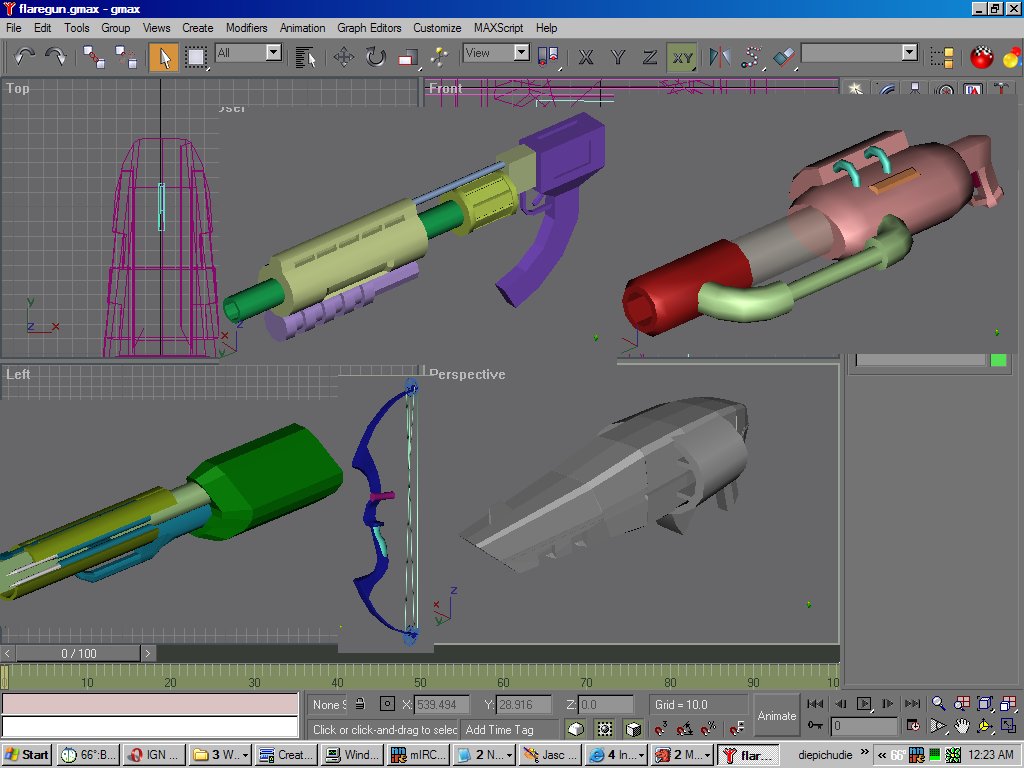 flaregun.gmax - gmax
File Edit Tools Group Views Create Modifiers Animation Graph Editors Customize MAXScript Help
All View X Y Z XY
Top
Front
y
z x
x z
y
Left
Perspective
z
x
y
0 / 100
10 20 30 40 50 60 70 80 90 10
None S X: 539.494 Y: 28.916 Z: 0.0 Grid = 10.0
Animate
Click or click-and-drag to selec Add Time Tag
0
Start 66°:B... IGN ... 3 W... Creat... Wind... mIRC... 2 N... Jasc ... 4 In... 2 M... flar... diepichude » « 66° 12:23 AM